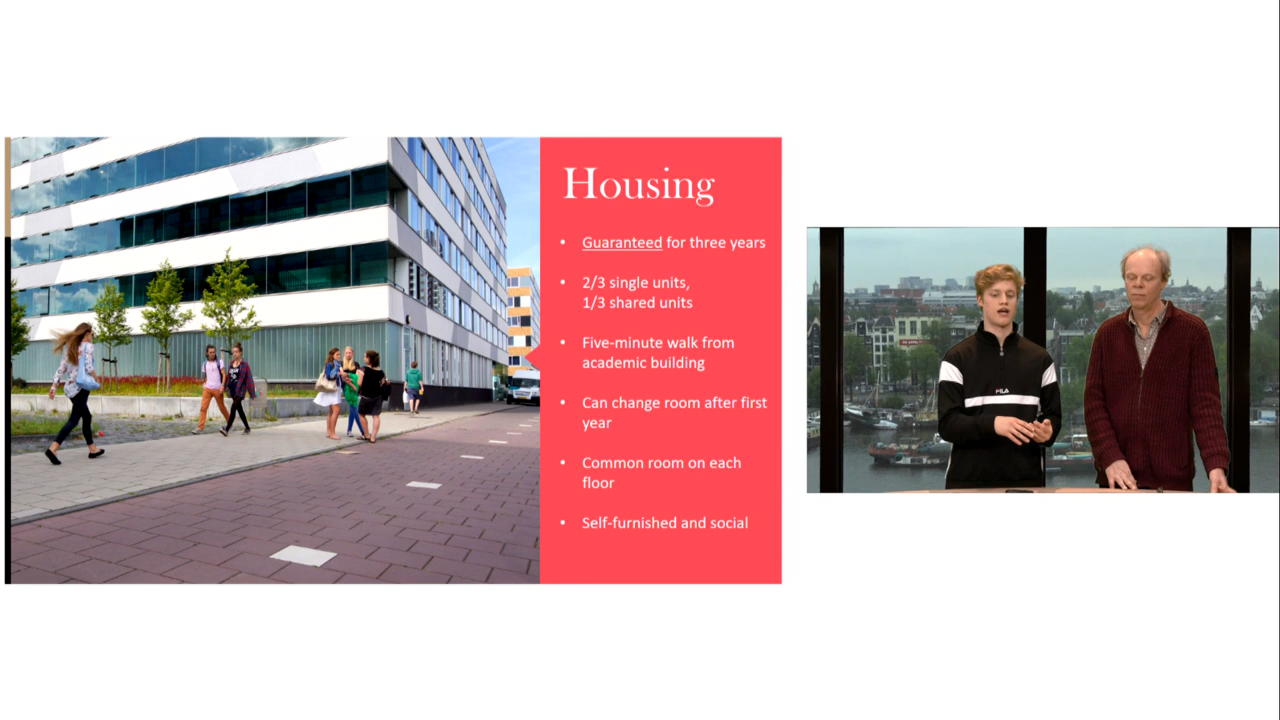 Housing
• Guaranteed for three years
• 2/3 single units,
1/3 shared units
• Five-minute walk from
academic building
• Can change room after first
year
• Common room on each
floor
• Self-furnished and social
FILA